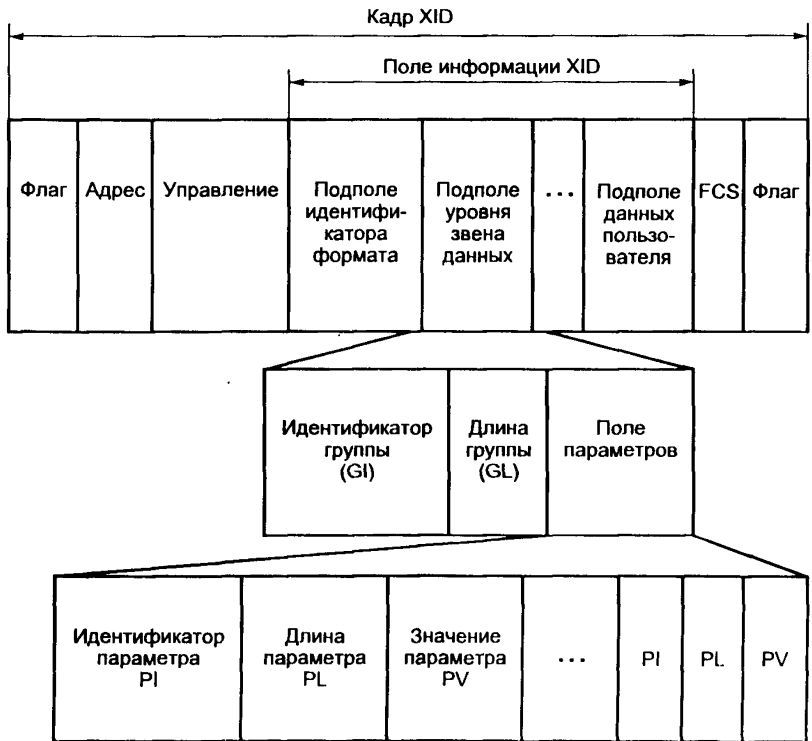 Кадр XID
Поле информации XID
Флаг
Адрес
Управление
Подполе
идентифи-
катора
формата
Подполе
уровня
звена
данных
...
Подполе
данных
пользо-
вателя
FCS
Флаг
Идентификатор
группы
(GI)
Длина
группы
(GL)
Поле
параметров
Идентификатор
параметра
PI
Длина
параметра
PL
Значение
параметра
PV
...
PI
PL
PV